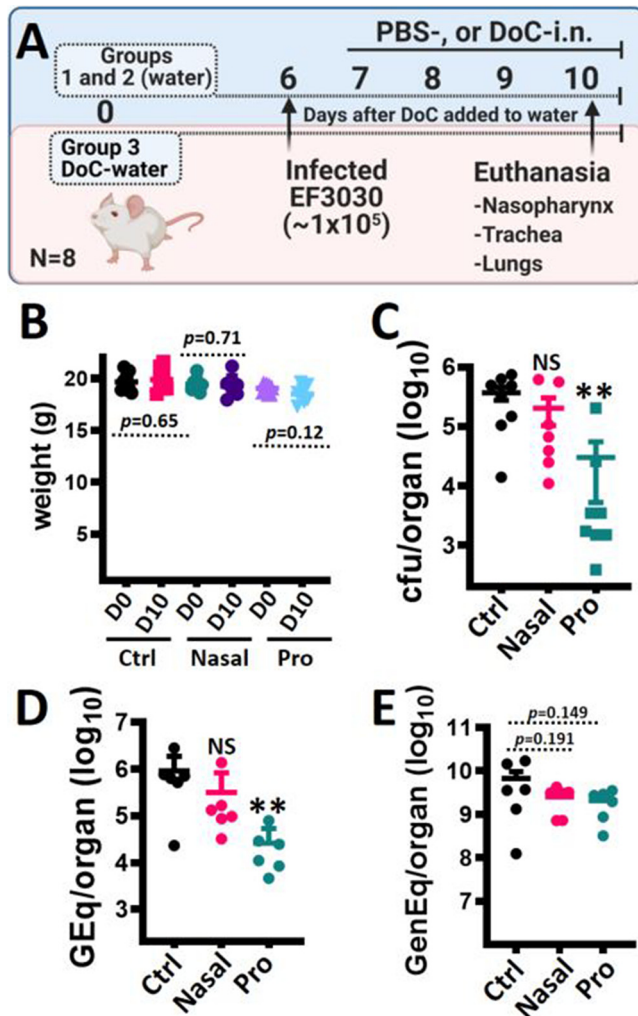 A
Groups
1 and 2 (water)
PBS-, or DoC-i.n.
0 6 7 8 9 10
Days after DoC added to water
Group 3
DoC-water
N=8
Infected
EF3030
(~1x10⁵)
Euthanasia
-Nasopharynx
-Trachea
-Lungs
B
weight (g)
20
15
10
5
p=0.71
p=0.65
p=0.12
D0 D10 D0 D10 D0 D10
Ctrl Nasal Pro
C
cfu/organ (log₁₀)
6
5
4
3
NS
**
Ctrl Nasal Pro
D
GEq/organ (log₁₀)
7
6
5
4
3
NS
**
Ctrl Nasal Pro
E
GenEq/organ (log₁₀)
11
10
9
8
7
p=0.149
p=0.191
Ctrl Nasal Pro